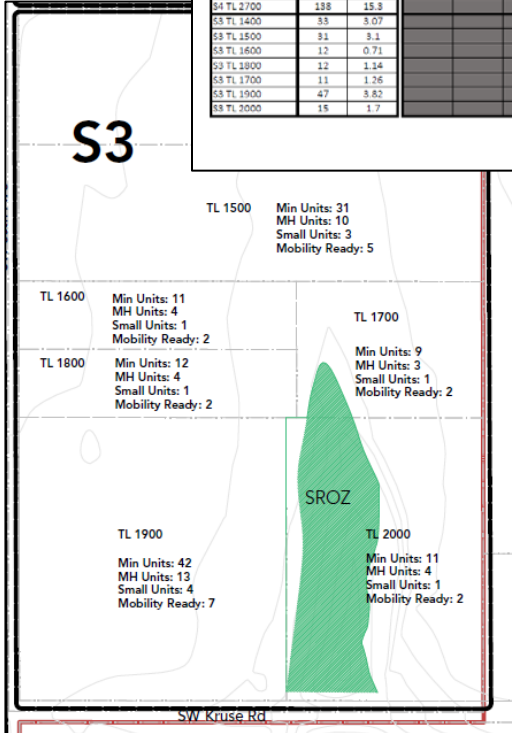 S4 TL 2700 138 15.3
S3 TL 1400 33 3.07
S3 TL 1500 31 3.1
S3 TL 1600 12 0.71
S3 TL 1800 12 1.14
S3 TL 1700 11 1.26
S3 TL 1900 47 3.82
S3 TL 2000 15 1.7
S3
TL 1500
Min Units: 31
MH Units: 10
Small Units: 3
Mobility Ready: 5
TL 1600
Min Units: 11
MH Units: 4
Small Units: 1
Mobility Ready: 2
TL 1700
Min Units: 9
MH Units: 3
Small Units: 1
Mobility Ready: 2
TL 1800
Min Units: 12
MH Units: 4
Small Units: 1
Mobility Ready: 2
SROZ
TL 1900
Min Units: 42
MH Units: 13
Small Units: 4
Mobility Ready: 7
TL 2000
Min Units: 11
MH Units: 4
Small Units: 1
Mobility Ready: 2
SW Kruse Rd